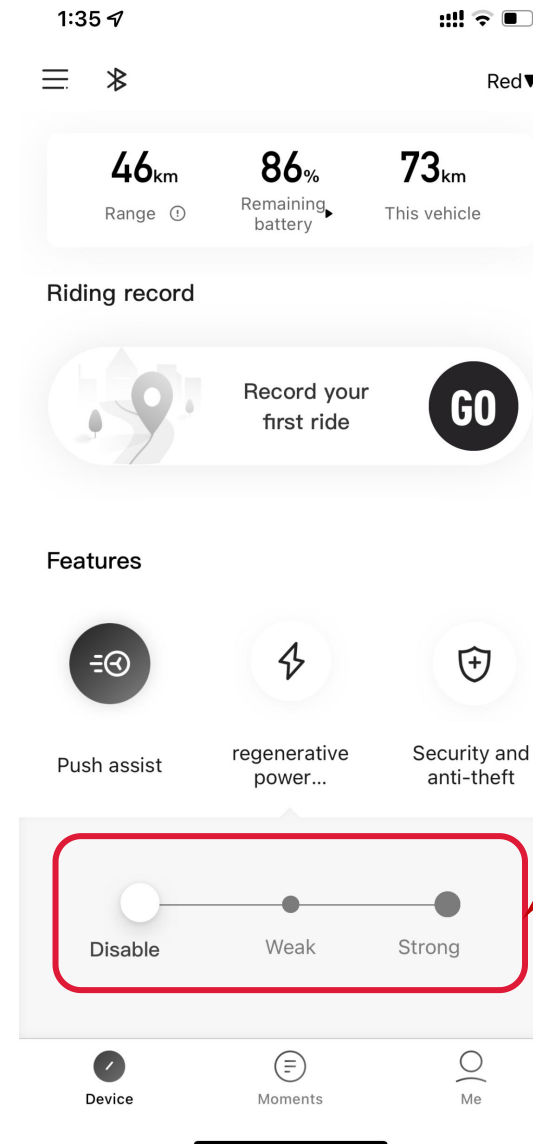 1:35
Red▼
46km 86% 73km
Range Remaining battery This vehicle
Riding record
Record your
first ride
GO
Features
Push assist
regenerative
power...
Security and
anti-theft
Disable Weak Strong
Device Moments Me